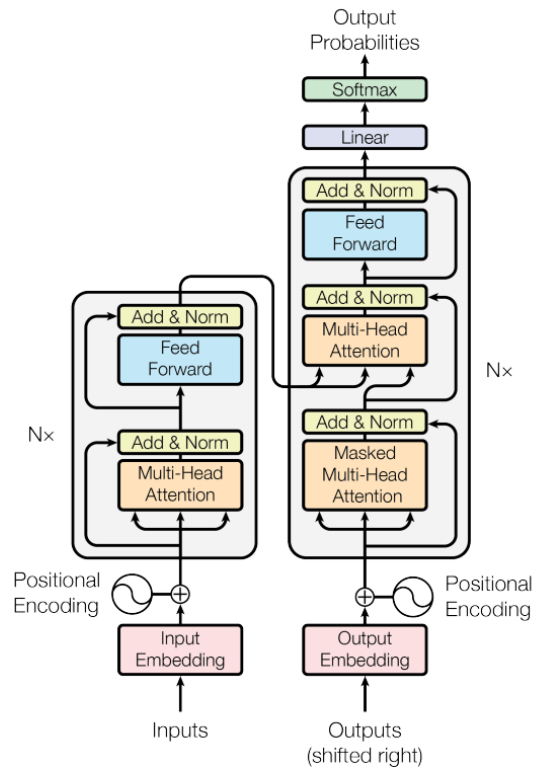 Output
Probabilities
Softmax
Linear
Add & Norm
Feed
Forward
Add & Norm
Multi-Head
Attention
Nx
Add & Norm
Masked
Multi-Head
Attention
Add & Norm
Feed
Forward
Nx
Add & Norm
Multi-Head
Attention
Positional
Encoding
Positional
Encoding
Input
Embedding
Output
Embedding
Inputs
Outputs
(shifted right)